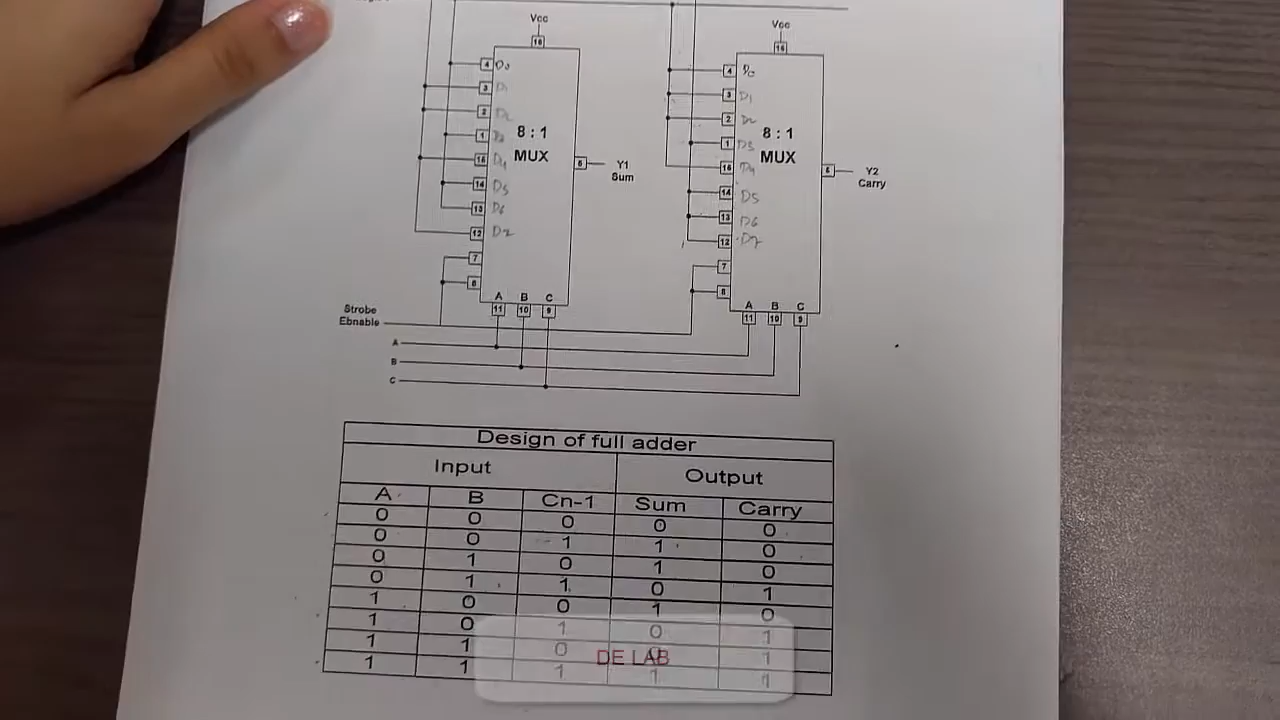 Vcc
16
4 D0
3 D1
2 D2
1 D3
15 D4
14 D5
13 D6
12 D7
7
8
8 : 1
MUX
5
Y1
Sum
A B C
11 10 9
Vcc
16
4 D0
3 D1
2 D2
1 D3
15 D4
14 D5
13 D6
12 D7
7
8
8 : 1
MUX
5
Y2
Carry
A B C
11 10 9
Strobe
Ebnable
A
B
C
Design of full adder
Input Output
A B Cn-1 Sum Carry
0 0 0 0 0
0 0 1 1 0
0 1 0 1 0
0 1 1 0 1
1 0 0 1 0
1 0 1 0 1
1 1 0 0 1
1 1 1 1 1
DE LAB